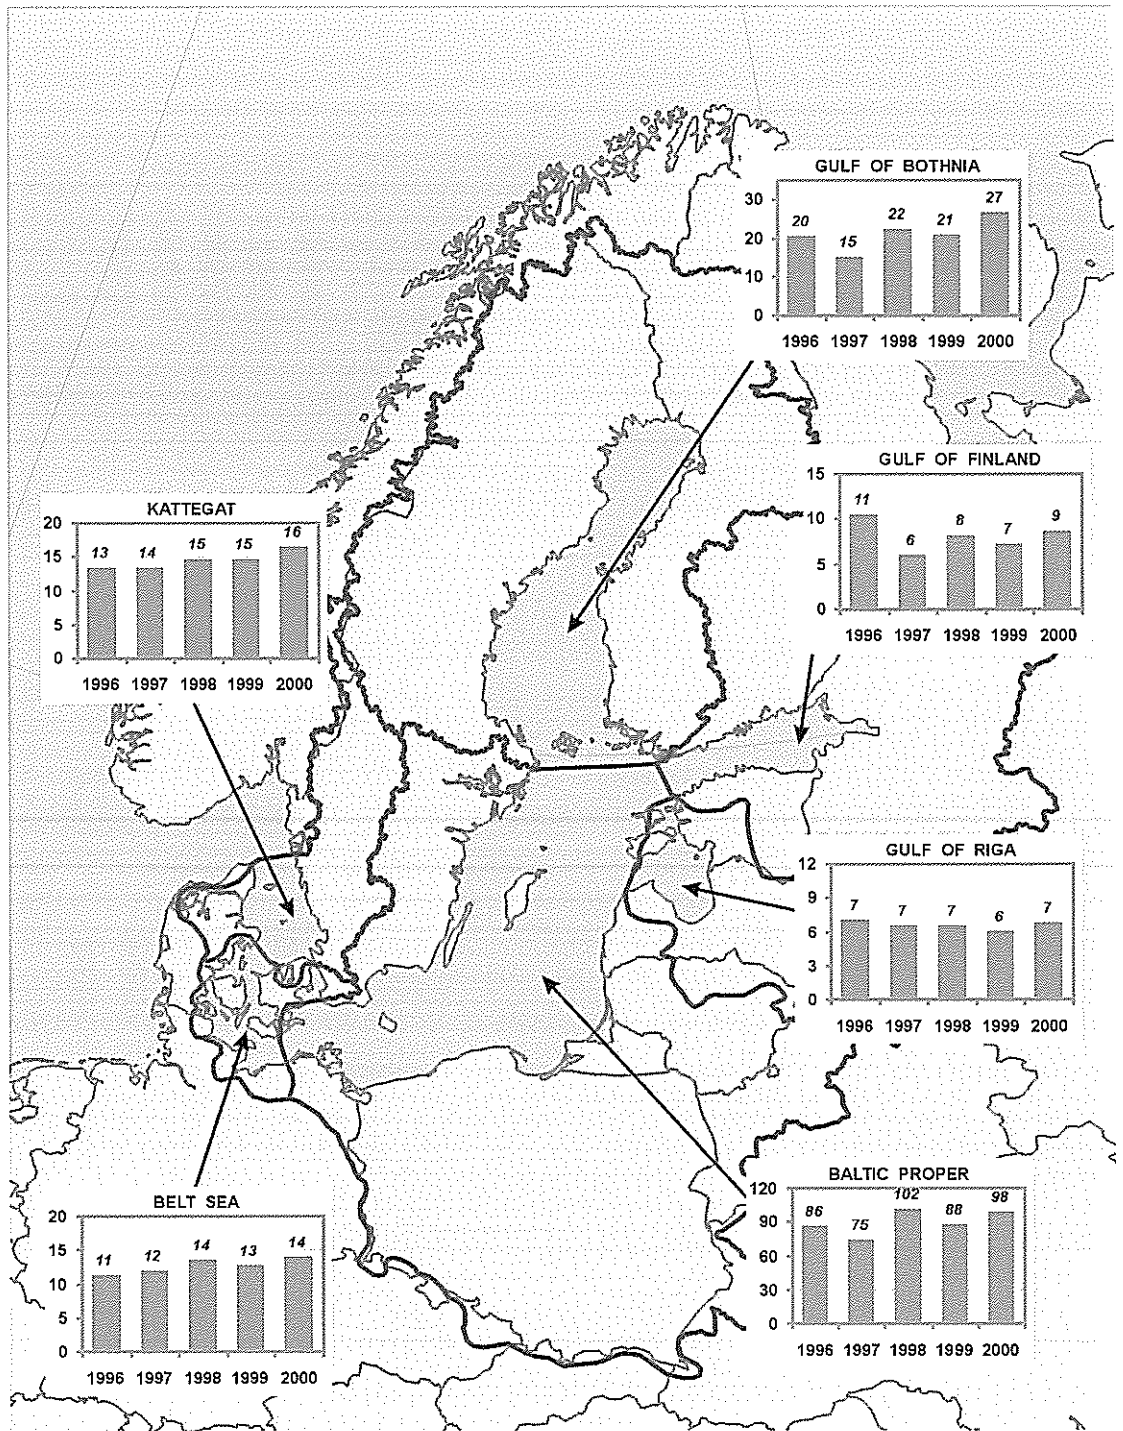 GULF OF BOTHNIA
30
20
10
0
20 15 22 21 27
1996 1997 1998 1999 2000
GULF OF FINLAND
15
10
5
0
11 6 8 7 9
1996 1997 1998 1999 2000
KATTEGAT
20
15
10
5
0
13 14 15 15 16
1996 1997 1998 1999 2000
GULF OF RIGA
12
9
6
3
0
7 7 7 6 7
1996 1997 1998 1999 2000
BALTIC PROPER
120
90
60
30
0
86 75 102 88 98
1996 1997 1998 1999 2000
BELT SEA
20
15
10
5
0
11 12 14 13 14
1996 1997 1998 1999 2000